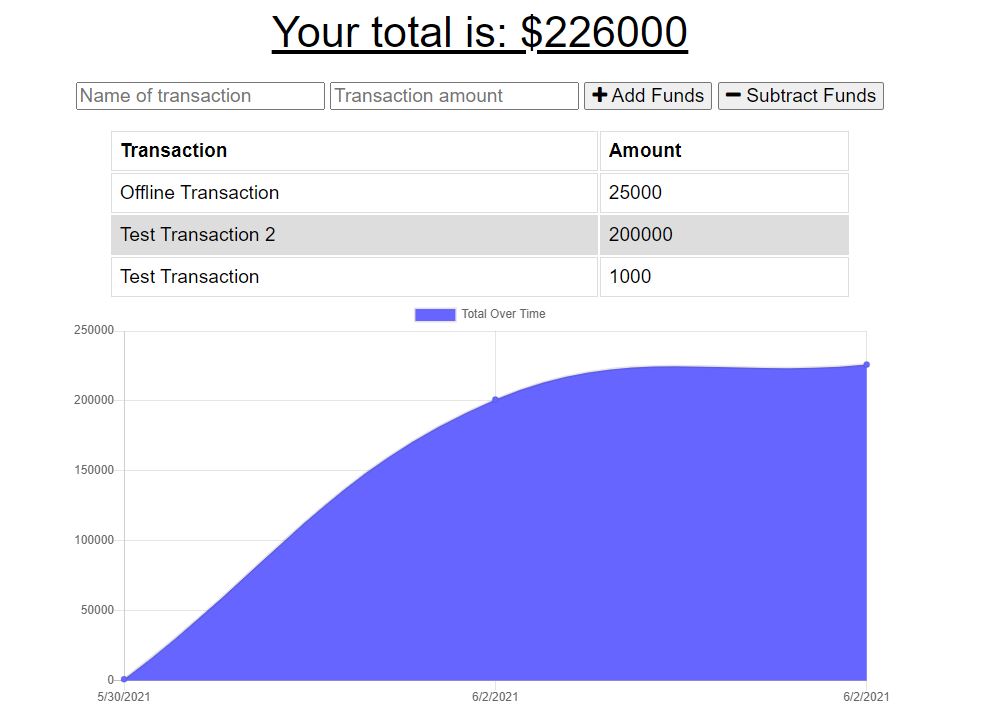 Your total is: $226000
Name of transaction Transaction amount Add Funds Subtract Funds
Transaction Amount
Offline Transaction 25000
Test Transaction 2 200000
Test Transaction 1000
Total Over Time
250000
200000
150000
100000
50000
0
5/30/2021 6/2/2021 6/2/2021